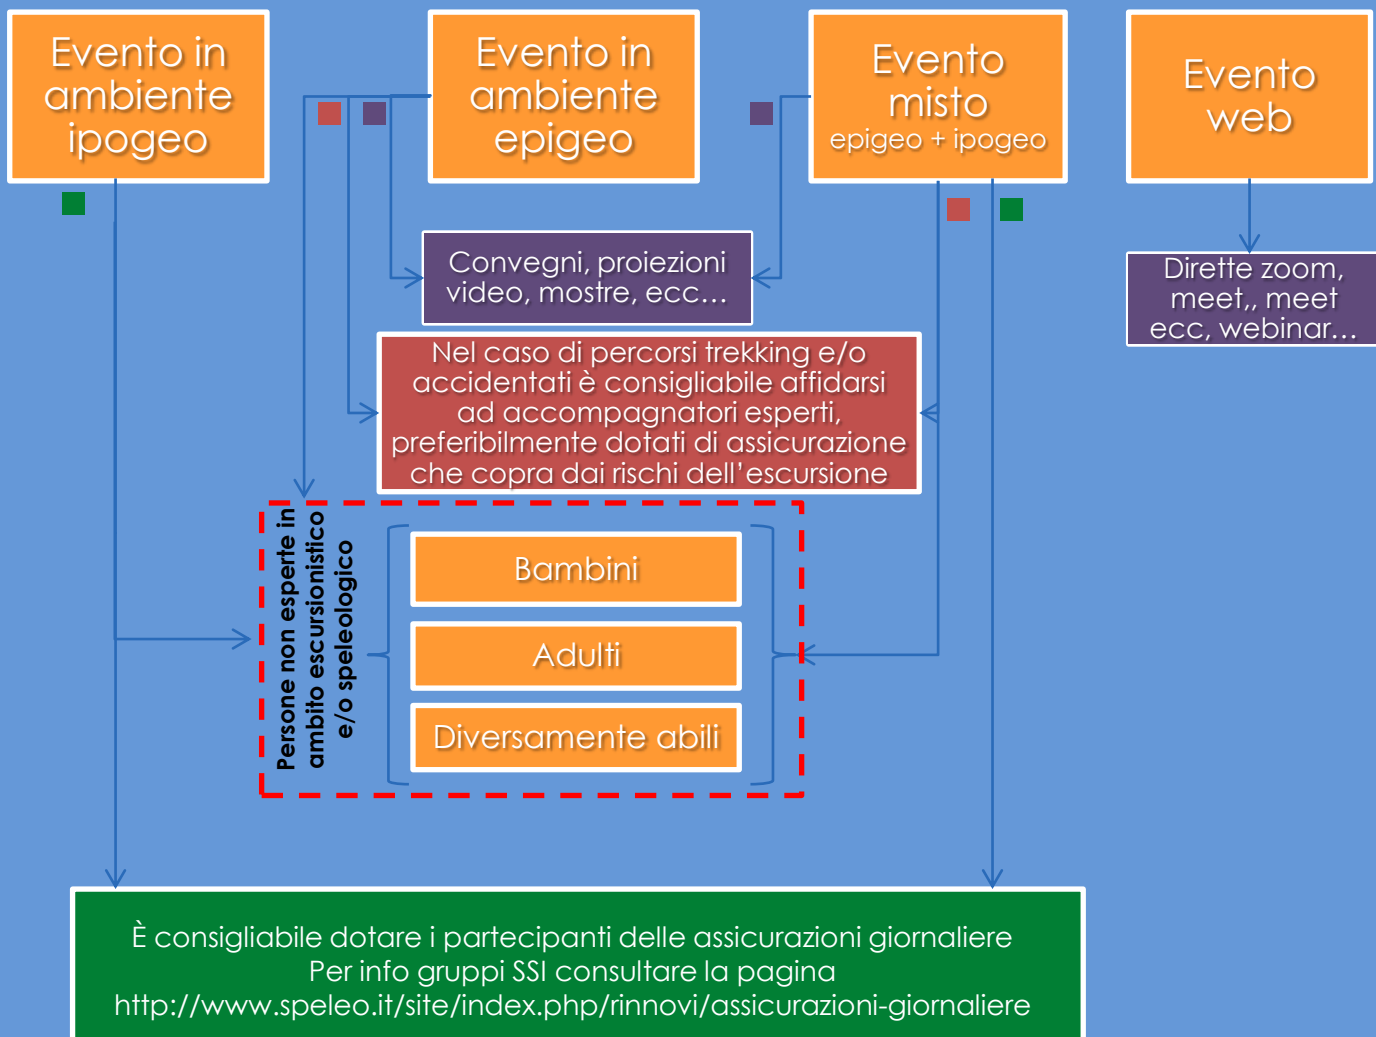 Evento in
ambiente
ipogeo
Evento in
ambiente
epigeo
Evento
misto
epigeo + ipogeo
Evento
web
Convegni, proiezioni
video, mostre, ecc…
Dirette zoom,
meet,, meet
ecc, webinar…
Nel caso di percorsi trekking e/o
accidentati è consigliabile affidarsi
ad accompagnatori esperti,
preferibilmente dotati di assicurazione
che copra dai rischi dell’escursione
Persone non esperte in
ambito escursionistico
e/o speleologico
Bambini
Adulti
Diversamente abili
È consigliabile dotare i partecipanti delle assicurazioni giornaliere
Per info gruppi SSI consultare la pagina
http://www.speleo.it/site/index.php/rinnovi/assicurazioni-giornaliere